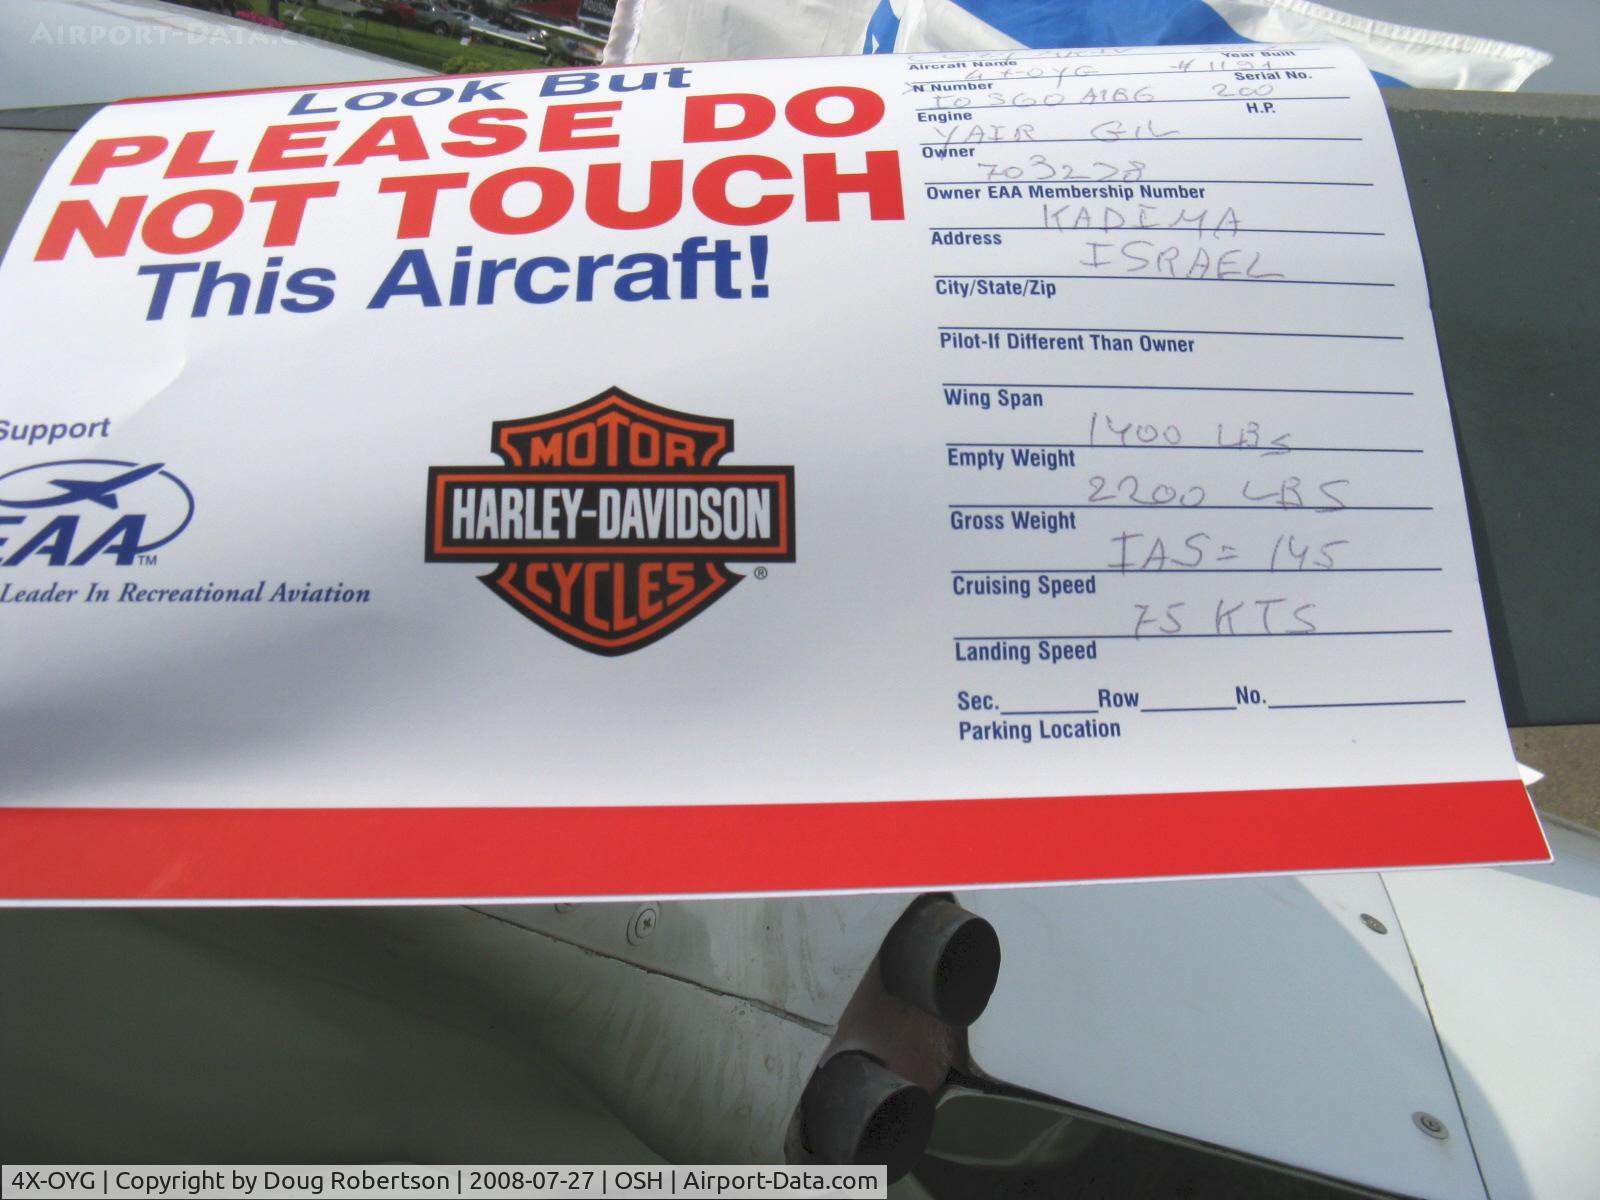 AIRPORT-DATA.COM
Look But
PLEASE DO
NOT TOUCH
This Aircraft!
Support
EAA™
Leader In Recreational Aviation
MOTOR
HARLEY-DAVIDSON
CYCLES
®
Aircraft Name Year Built
4X-OYG #1191
N Number Serial No.
IO 360 A1B6 200
Engine H.P.
YAIR GIL
Owner
703278
Owner EAA Membership Number
KADIMA
Address
ISRAEL
City/State/Zip
Pilot-If Different Than Owner
Wing Span
1400 LBS
Empty Weight
2200 LBS
Gross Weight
IAS = 145
Cruising Speed
75 KTS
Landing Speed
Sec. Row No.
Parking Location
4X-OYG | Copyright by Doug Robertson | 2008-07-27 | OSH | Airport-Data.com